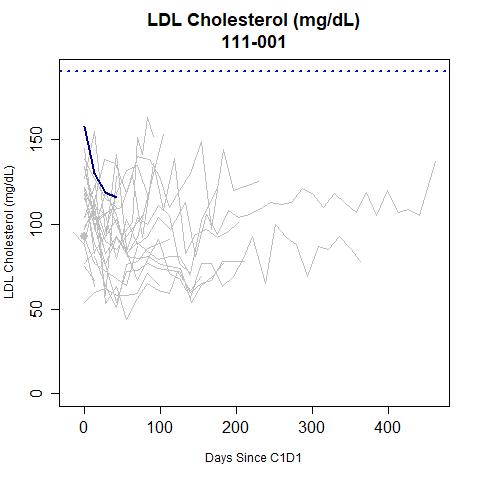 LDL Cholesterol (mg/dL)
111-001
LDL Cholesterol (mg/dL)
150
100
50
0
0 100 200 300 400
Days Since C1D1